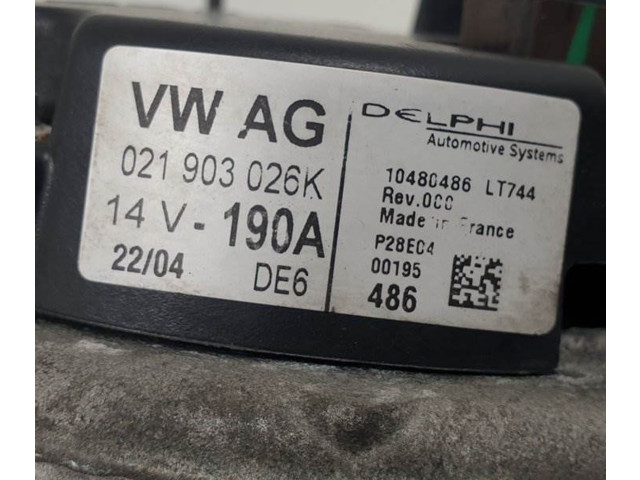 VW AG
021 903 026K
14 V - 190A
22/04 DE6
DELPHI
Automotive Systems
10480486 LT744
Rev.000
Made in France
P28E04
00195
486